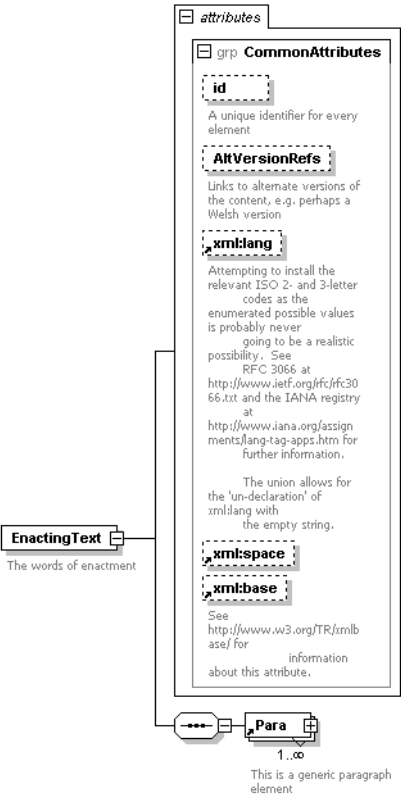 attributes
grp CommonAttributes
id
A unique identifier for every
element
AltVersionRefs
Links to alternate versions of
the content, e.g. perhaps a
Welsh version
xml:lang
Attempting to install the
relevant ISO 2- and 3-letter
codes as the
enumerated possible values
is probably never
going to be a realistic
possibility.  See
RFC 3066 at
http://www.ietf.org/rfc/rfc30
66.txt and the IANA registry
at
http://www.iana.org/assign
ments/lang-tag-apps.htm for
further information.
The union allows for
the 'un-declaration' of
xml:lang with
the empty string.
EnactingText
The words of enactment
xml:space
xml:base
See
http://www.w3.org/TR/xmlb
ase/ for
information
about this attribute.
Para
1..∞
This is a generic paragraph
element